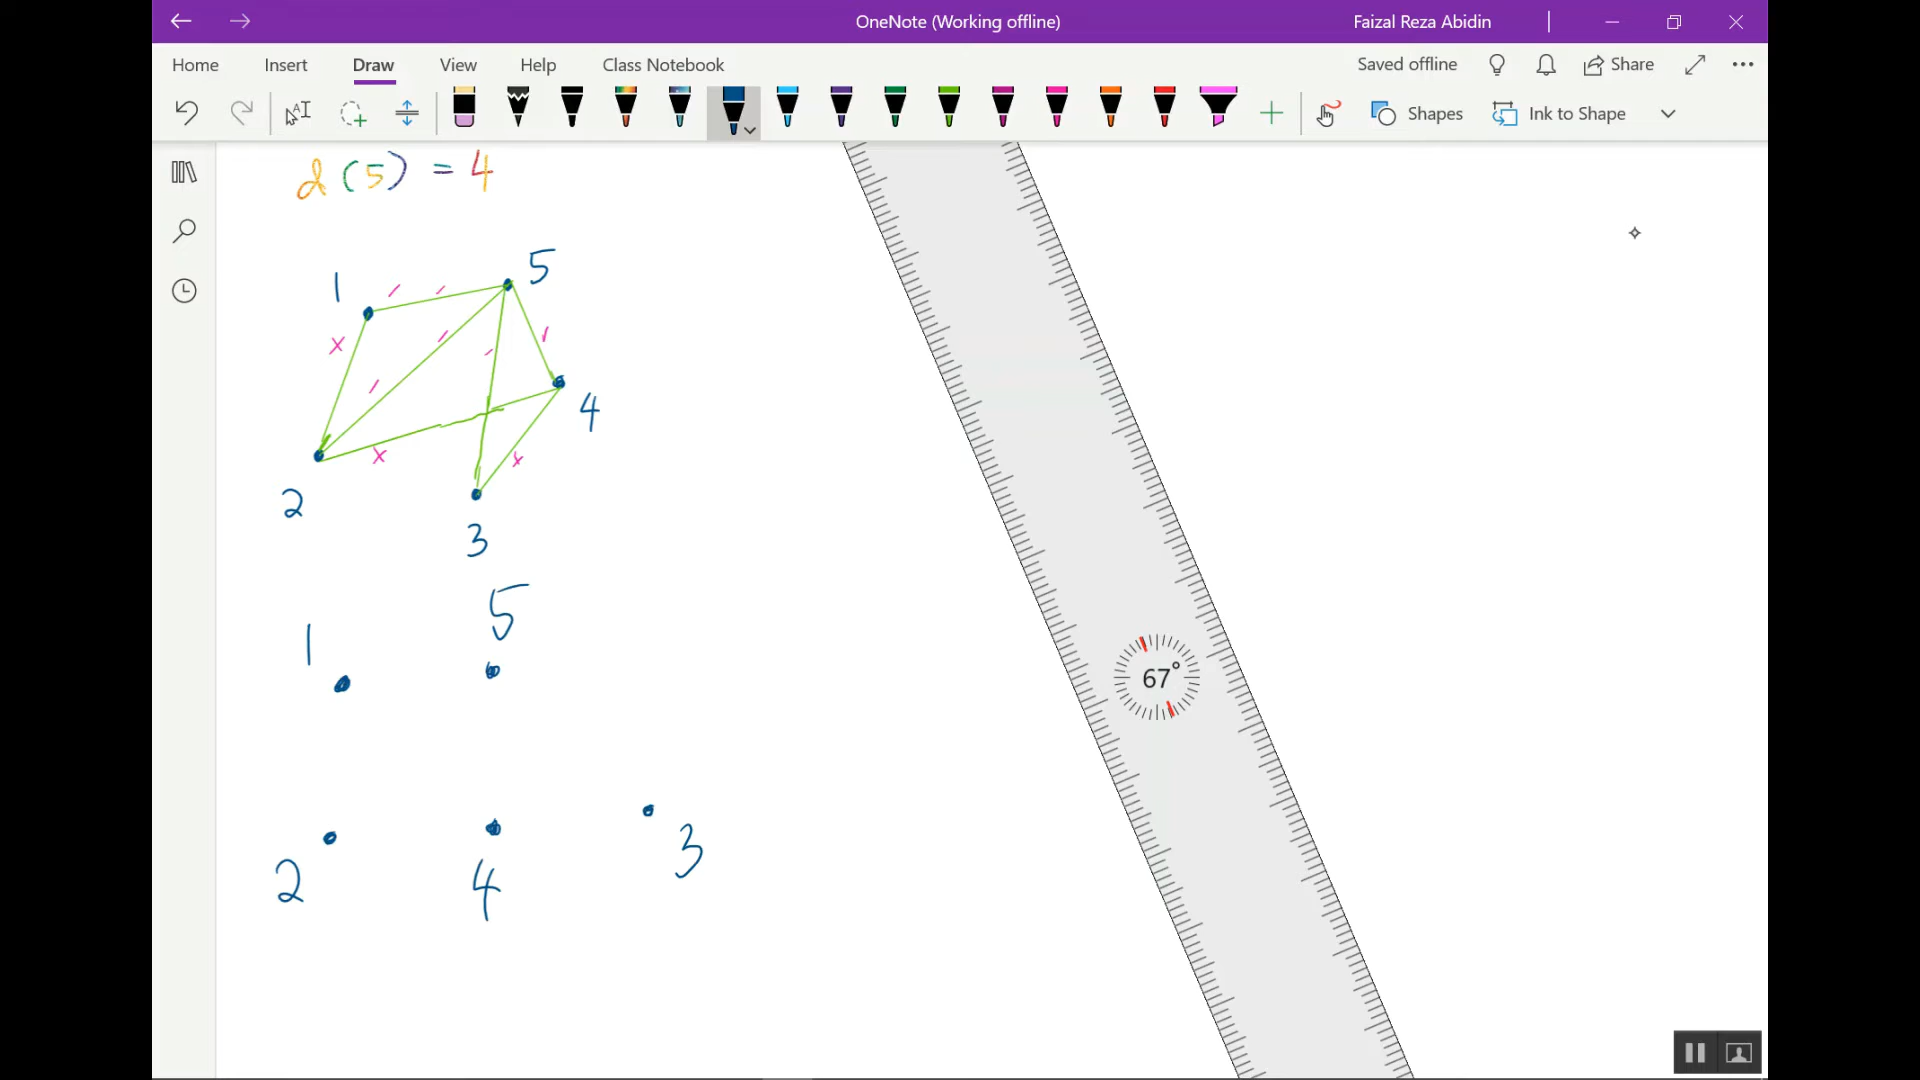 OneNote (Working offline)
Faizal Reza Abidin
Home Insert Draw View Help Class Notebook
Saved offline
Share
Shapes
Ink to Shape
d (5) = 4
1
5
4
2
3
5
1
67°
3
2
4